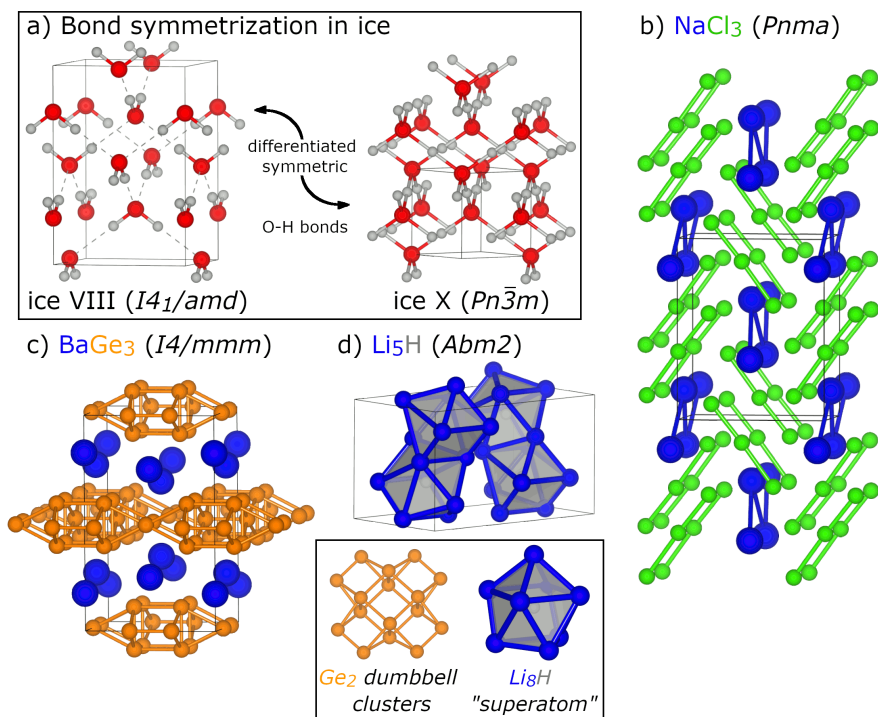 a) Bond symmetrization in ice
differentiated
symmetric
O-H bonds
ice VIII (I4₁/amd)
ice X (Pn3̅m)
b) NaCl₃ (Pnma)
c) BaGe₃ (I4/mmm)
d) Li₅H (Abm2)
Ge₂ dumbbell
clusters
Li₈H
"superatom"